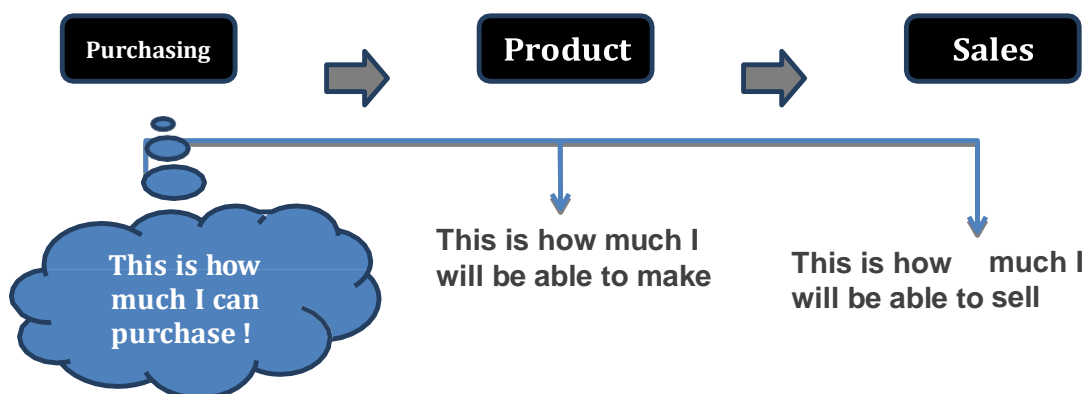 Purchasing
Product
Sales
This is how
much I can
purchase !
This is how much I
will be able to make
This is how much I
will be able to sell